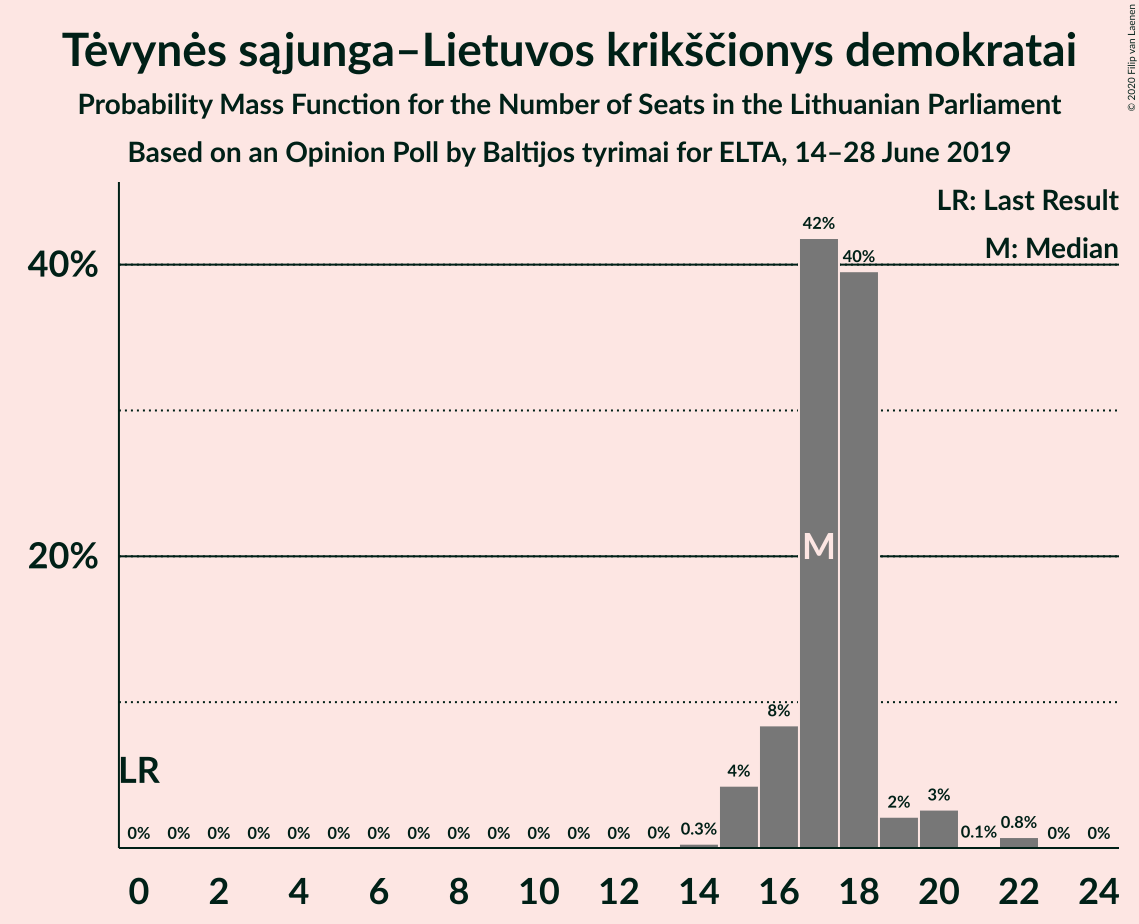 Tėvynės sąjunga–Lietuvos krikščionys demokratai
Probability Mass Function for the Number of Seats in the Lithuanian Parliament
Based on an Opinion Poll by Baltijos tyrimai for ELTA, 14–28 June 2019
© 2020 Filip van Laenen
LR: Last Result
M: Median
42%
40%
40%
20%
M
8%
LR
4%
3%
2%
0% 0% 0% 0% 0% 0% 0% 0% 0% 0% 0% 0% 0% 0% 0.3% 0.1% 0.8% 0% 0%
0 2 4 6 8 10 12 14 16 18 20 22 24